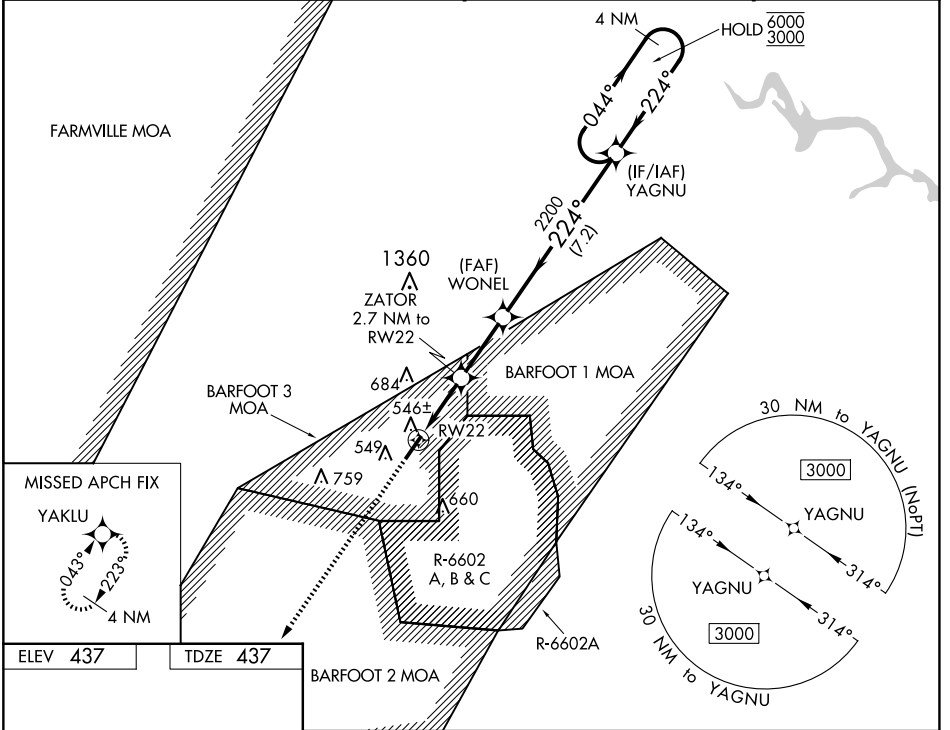 4 NM
HOLD 6000
3000
044°
224°
FARMVILLE MOA
(IF/IAF)
YAGNU
2200
224°
(7.2)
1360
(FAF)
WONEL
ZATOR
2.7 NM to
RW22
BARFOOT 1 MOA
684
BARFOOT 3
MOA
546±
RW22
549
759
660
R-6602
A, B & C
R-6602A
BARFOOT 2 MOA
30 NM to YAGNU (NoPT)
3000
134°
YAGNU
314°
134°
YAGNU
314°
3000
30 NM to YAGNU
MISSED APCH FIX
YAKLU
043°
223°
4 NM
ELEV 437
TDZE 437